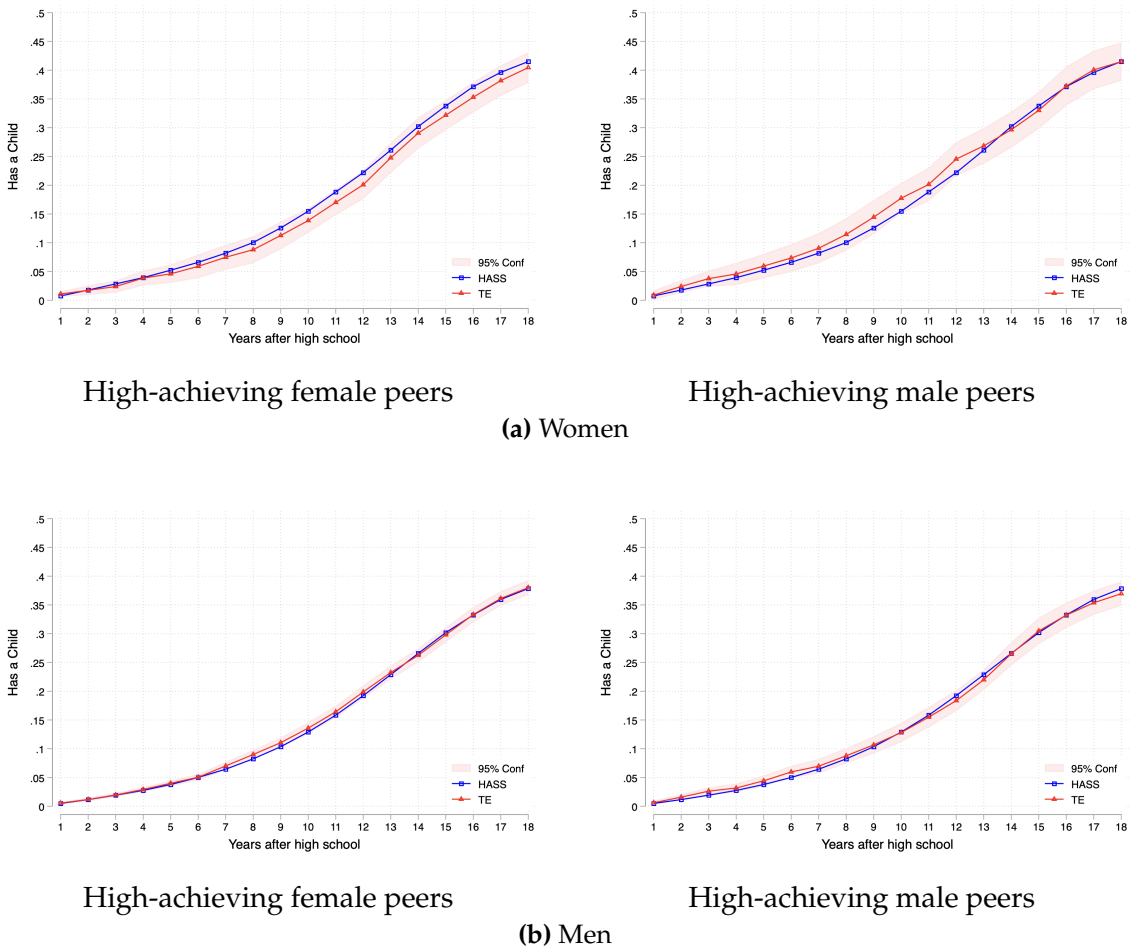 .5
.45
.4
.35
.3
.25
.2
.15
.1
.05
0
Has a Child
95% Conf
HASS
TE
1 2 3 4 5 6 7 8 9 10 11 12 13 14 15 16 17 18
Years after high school
High-achieving female peers
.5
.45
.4
.35
.3
.25
.2
.15
.1
.05
0
Has a Child
95% Conf
HASS
TE
1 2 3 4 5 6 7 8 9 10 11 12 13 14 15 16 17 18
Years after high school
High-achieving male peers
(a) Women
.5
.45
.4
.35
.3
.25
.2
.15
.1
.05
0
Has a Child
95% Conf
HASS
TE
1 2 3 4 5 6 7 8 9 10 11 12 13 14 15 16 17 18
Years after high school
High-achieving female peers
.5
.45
.4
.35
.3
.25
.2
.15
.1
.05
0
Has a Child
95% Conf
HASS
TE
1 2 3 4 5 6 7 8 9 10 11 12 13 14 15 16 17 18
Years after high school
High-achieving male peers
(b) Men